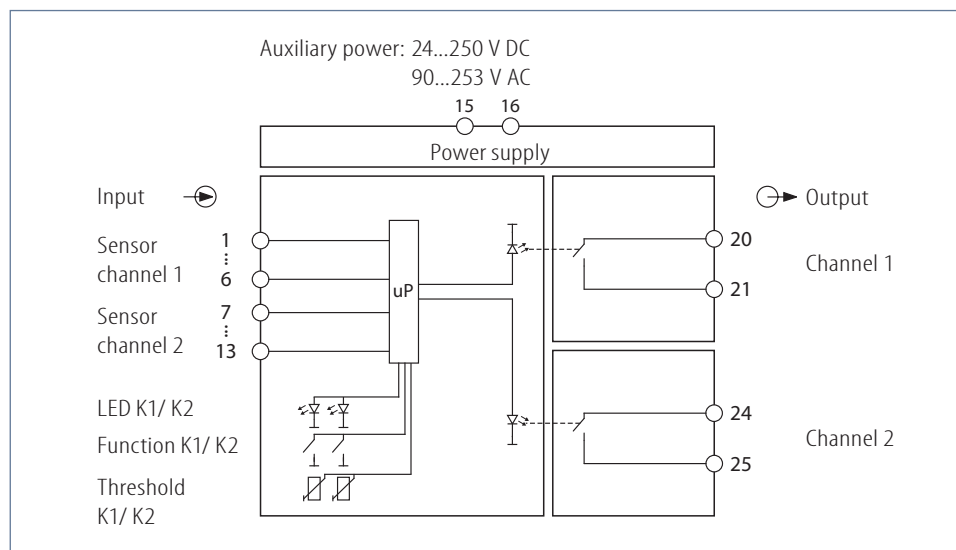 Auxiliary power: 24...250 V DC
90...253 V AC
15 16
Power supply
Input
Output
Sensor
channel 1
1
⋮
6
Sensor
channel 2
7
⋮
13
uP
20
21
Channel 1
LED K1/ K2
Function K1/ K2
Threshold
K1/ K2
24
25
Channel 2